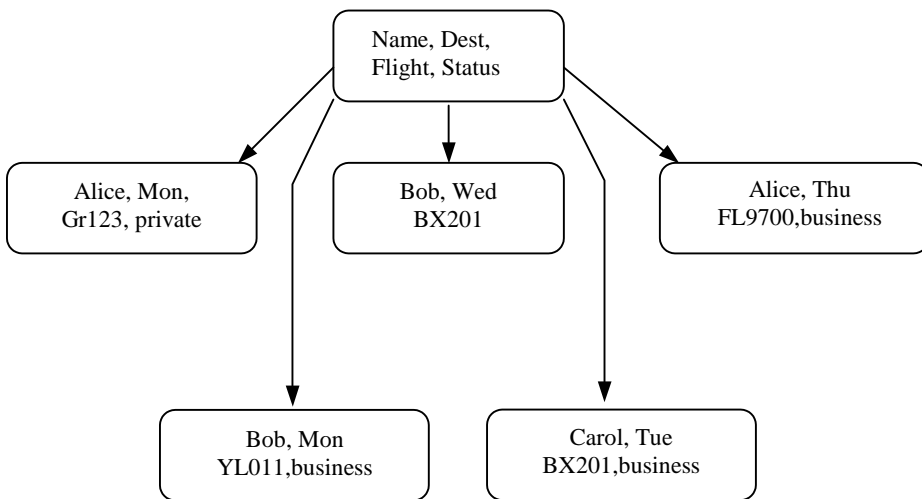 Name, Dest,
Flight, Status
Alice, Mon,
Gr123, private
Bob, Wed
BX201
Alice, Thu
FL9700,business
Bob, Mon
YL011,business
Carol, Tue
BX201,business